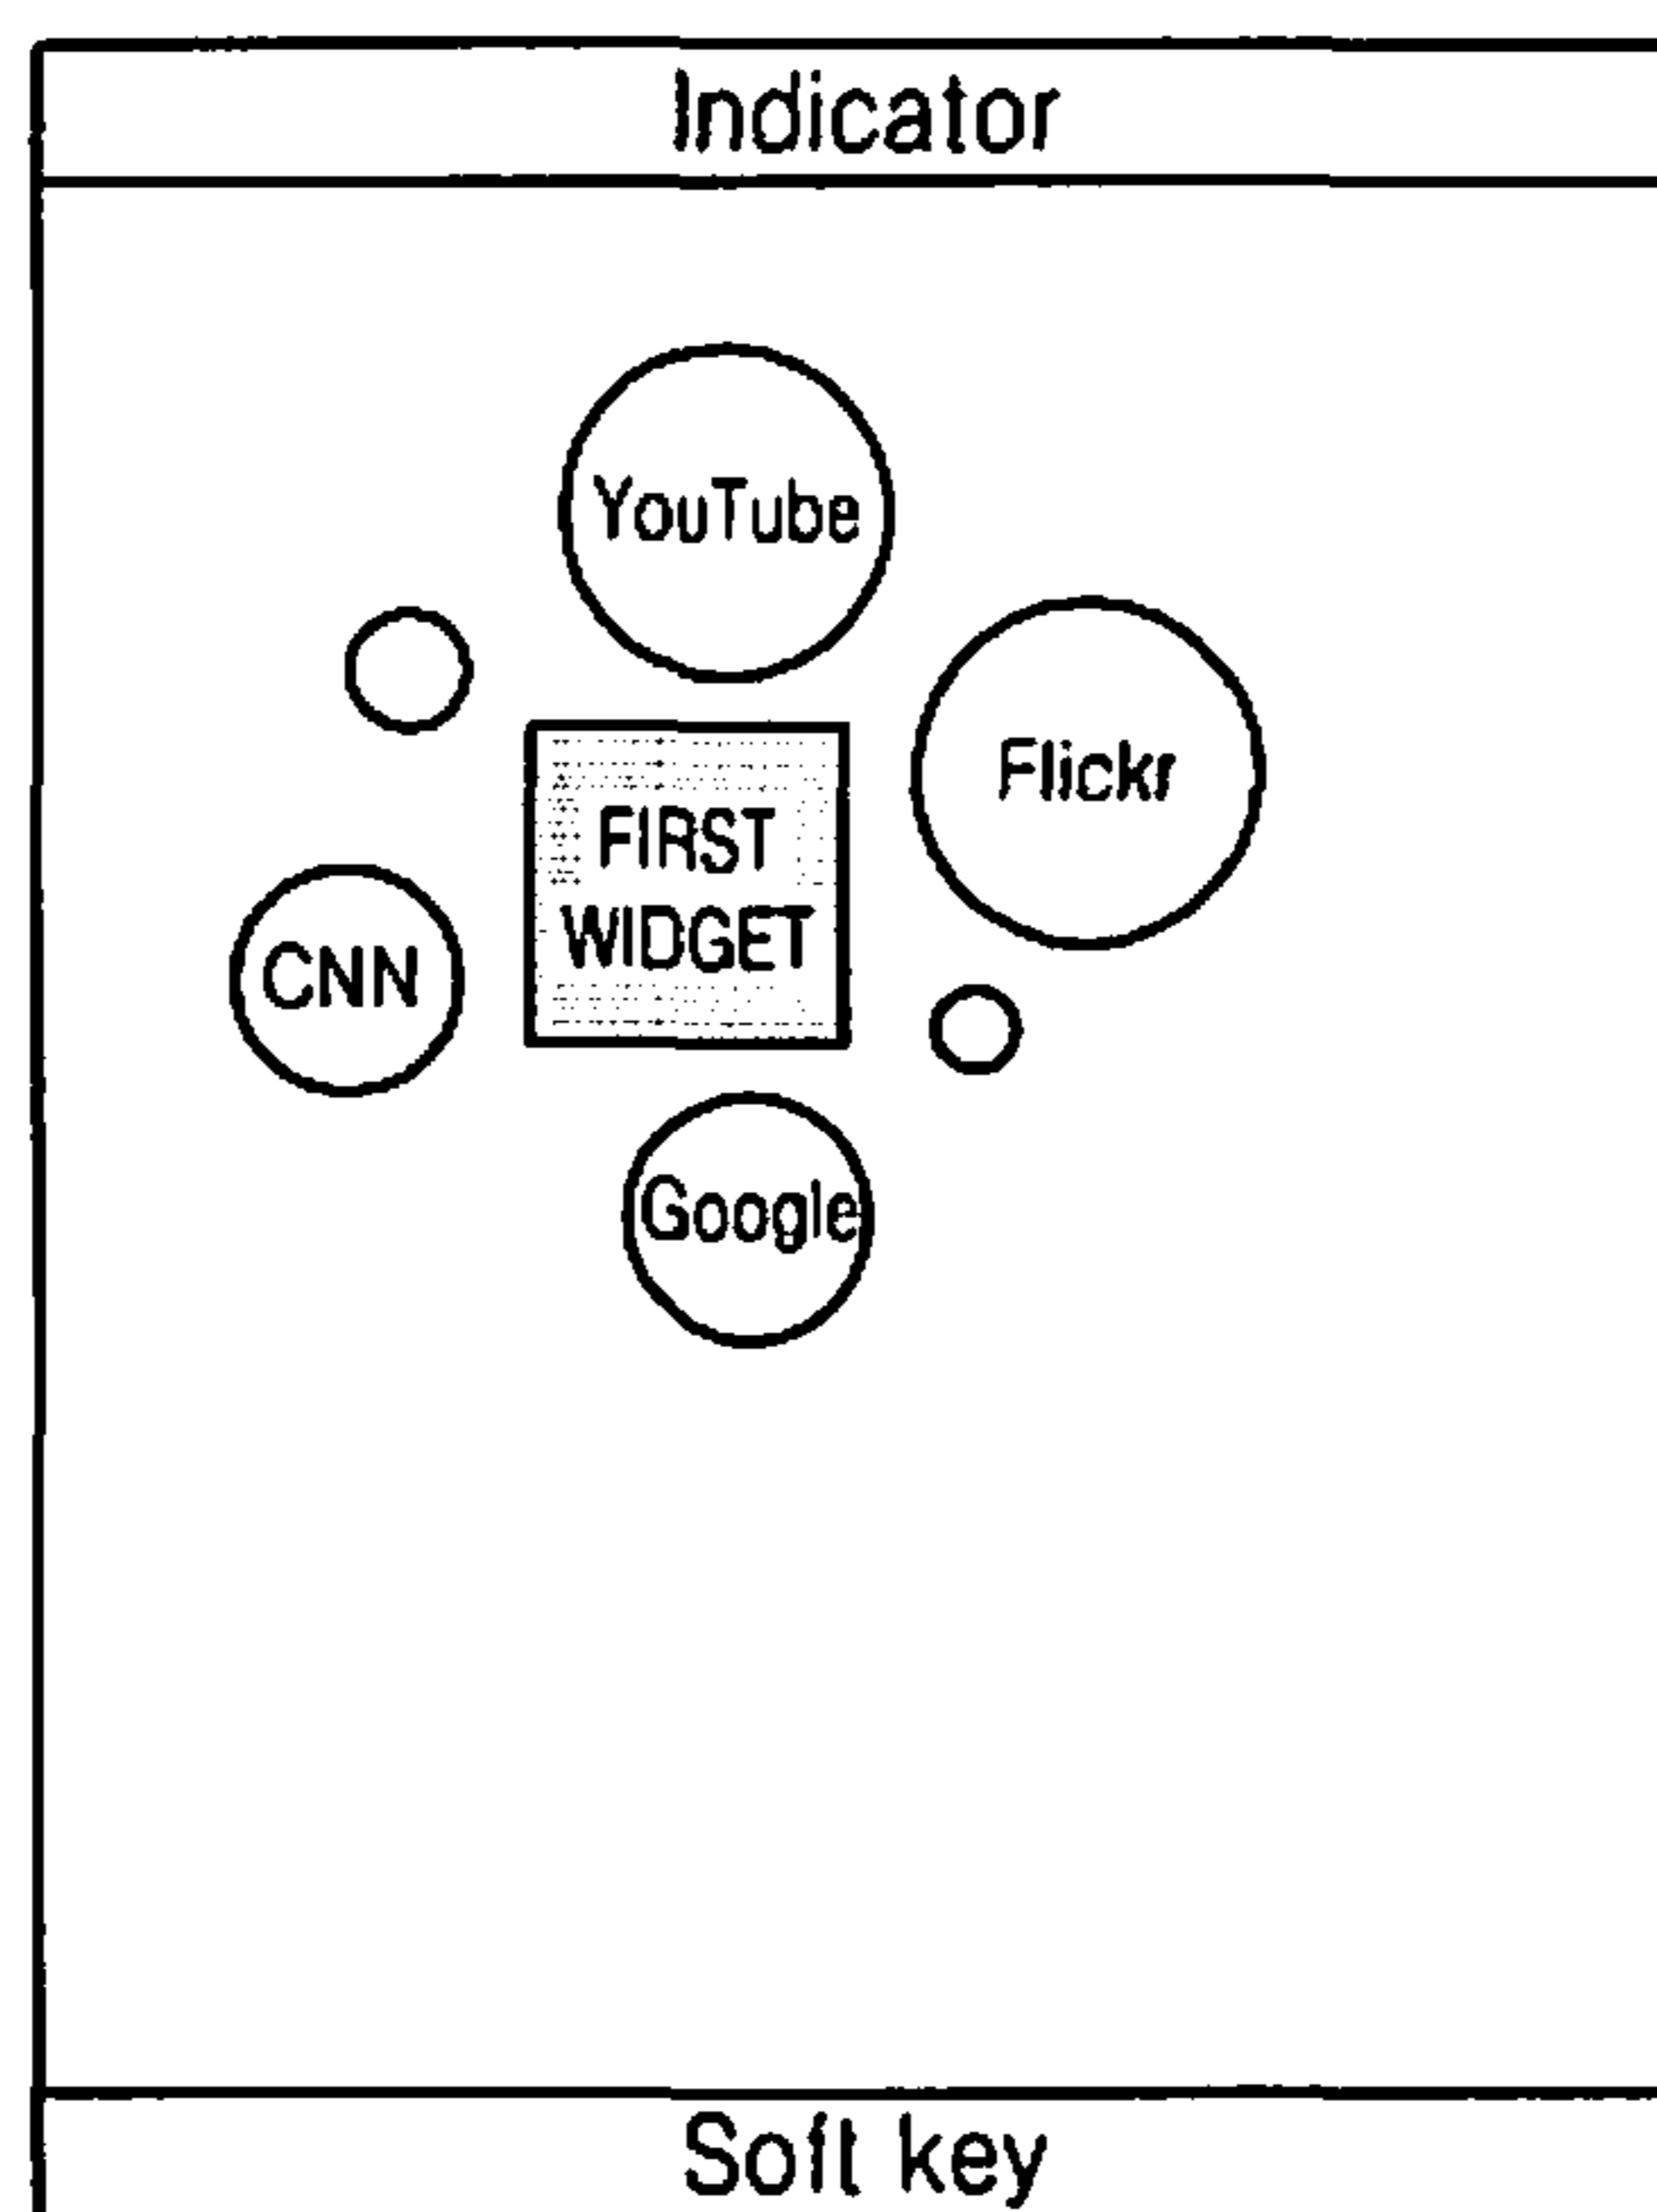 Indicator
YouTube
Flickr
FIRST
WIDGET
CNN
Google
Soft key